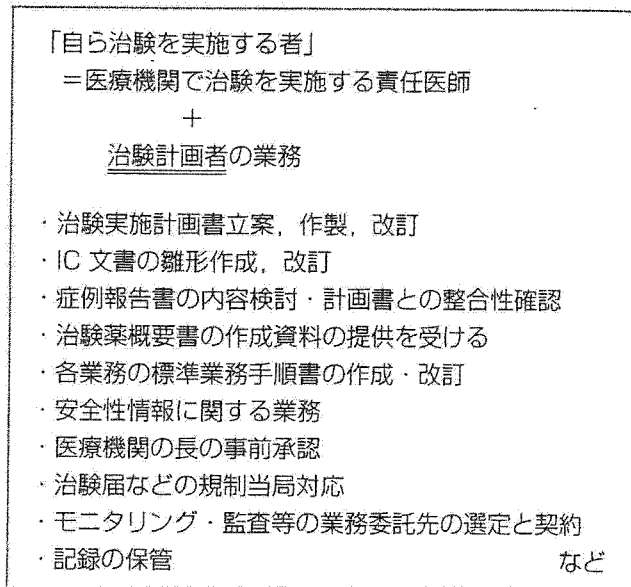 「自ら治験を実施する者」
=医療機関で治験を実施する責任医師
+
治験計画者の業務
・治験実施計画書立案，作製，改訂
・IC 文書の雛形作成，改訂
・症例報告書の内容検討・計画書との整合性確認
・治験薬概要書の作成資料の提供を受ける
・各業務の標準業務手順書の作成・改訂
・安全性情報に関する業務
・医療機関の長の事前承認
・治験届などの規制当局対応
・モニタリング・監査等の業務委託先の選定と契約
・記録の保管 など